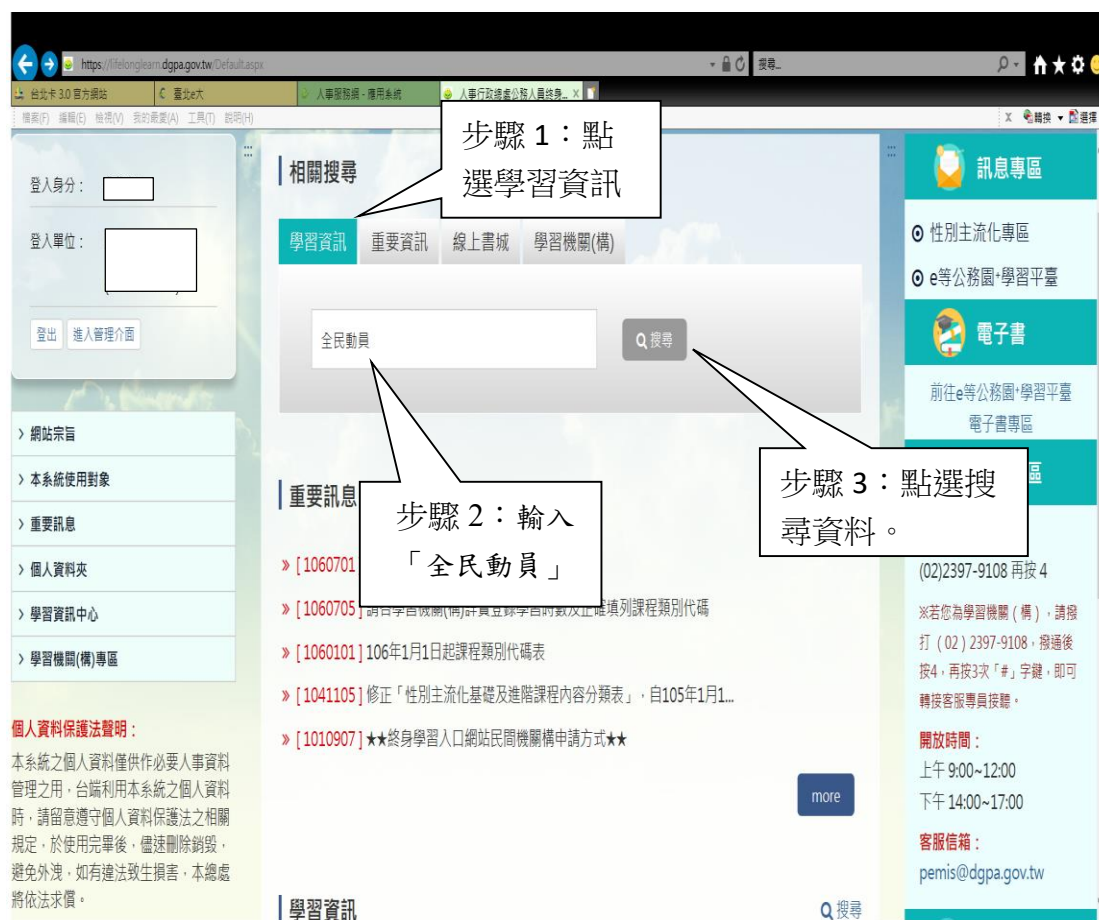 https://lifelonglearn.dgpa.gov.tw/Default.aspx
搜尋...
台北卡 3.0 官方網站
臺北e大
人事服務網 - 應用系統
人事行政總處公務人員終身... X
檔案(F) 編輯(E) 檢視(V) 我的最愛(A) 工具(T) 說明(H)
X 轉換 ▼ 選擇
登入身分：
登入單位：
登出 進入管理介面
> 網站宗旨
> 本系統使用對象
> 重要訊息
> 個人資料夾
> 學習資訊中心
> 學習機關(構)專區
個人資料保護法聲明：
本系統之個人資料僅供作必要人事資料
管理之用，台端利用本系統之個人資料
時，請留意遵守個人資料保護法之相關
規定，於使用完畢後，儘速刪除銷毀，
避免外洩，如有違法致生損害，本總處
將依法求償。
相關搜尋
步驟 1：點
選學習資訊
學習資訊 重要資訊 線上書城 學習機關(構)
全民動員
搜尋
步驟 3：點選搜
尋資料。
重要訊息
步驟 2：輸入
「全民動員」
» [1060701
» [1060705] 請各學習機關(構)詳實登錄學習時數及正確填列課程類別代碼
» [1060101] 106年1月1日起課程類別代碼表
» [1041105] 修正「性別主流化基礎及進階課程內容分類表」，自105年1月1...
» [1010907] ★★終身學習入口網站民間機關構申請方式★★
more
學習資訊
搜尋
訊息專區
性別主流化專區
e等公務園+學習平臺
電子書
前往e等公務園+學習平臺
電子書專區
區
(02)2397-9108 再按 4
※若您為學習機關(構)，請撥
打 (02) 2397-9108，撥通後
按4，再按3次「#」字鍵，即可
轉接客服專員接聽。
開放時間：
上午 9:00~12:00
下午 14:00~17:00
客服信箱：
pemis@dgpa.gov.tw